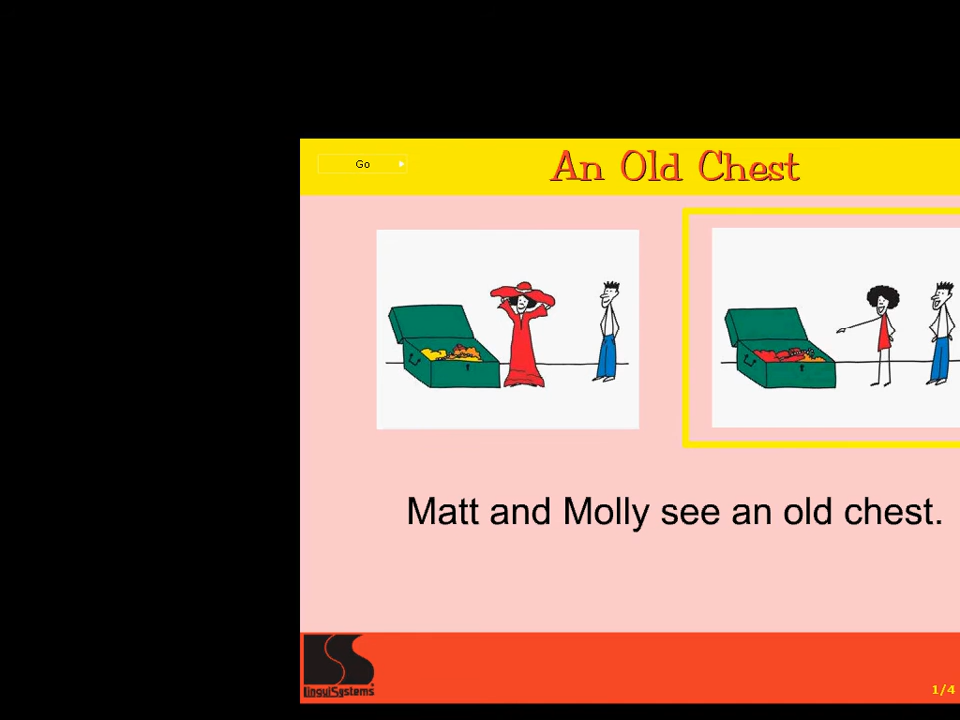 Go
An Old Chest
Matt and Molly see an old chest.
LinguiSystems
1/4